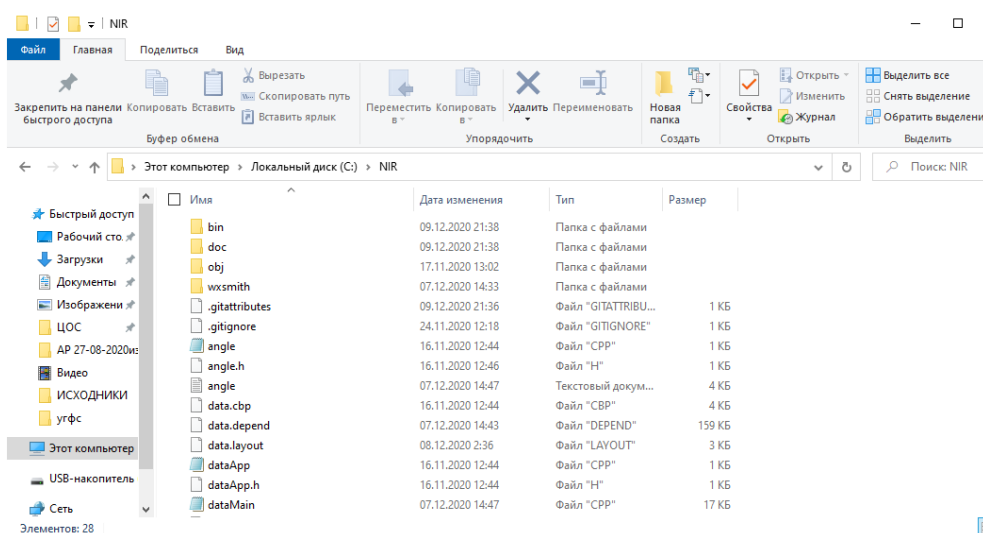 NIR
Файл Главная Поделиться Вид
Закрепить на панели быстрого доступа
Копировать
Вставить
Вырезать
Скопировать путь
Вставить ярлык
Буфер обмена
Переместить в
Копировать в
Удалить
Переименовать
Упорядочить
Новая папка
Создать
Свойства
Открыть
Изменить
Журнал
Открыть
Выделить все
Снять выделение
Обратить выделени
Выделить
Этот компьютер > Локальный диск (C:) > NIR
Поиск: NIR
Имя Дата изменения Тип Размер
Быстрый доступ
Рабочий сто.
Загрузки
Документы
Изображени
ЦОС
АР 27-08-2020из
Видео
ИСХОДНИКИ
угфс
Этот компьютер
USB-накопитель
Сеть
bin 09.12.2020 21:38 Папка с файлами
doc 09.12.2020 21:38 Папка с файлами
obj 17.11.2020 13:02 Папка с файлами
wxsmith 07.12.2020 14:33 Папка с файлами
.gitattributes 09.12.2020 21:36 Файл "GITATTRIBU... 1 КБ
.gitignore 24.11.2020 12:18 Файл "GITIGNORE" 1 КБ
angle 16.11.2020 12:44 Файл "CPP" 1 КБ
angle.h 16.11.2020 12:46 Файл "H" 1 КБ
angle 07.12.2020 14:47 Текстовый докум... 4 КБ
data.cbp 16.11.2020 12:44 Файл "CBP" 4 КБ
data.depend 07.12.2020 14:43 Файл "DEPEND" 159 КБ
data.layout 08.12.2020 2:36 Файл "LAYOUT" 3 КБ
dataApp 16.11.2020 12:44 Файл "CPP" 1 КБ
dataApp.h 16.11.2020 12:44 Файл "H" 1 КБ
dataMain 07.12.2020 14:47 Файл "CPP" 17 КБ
Элементов: 28